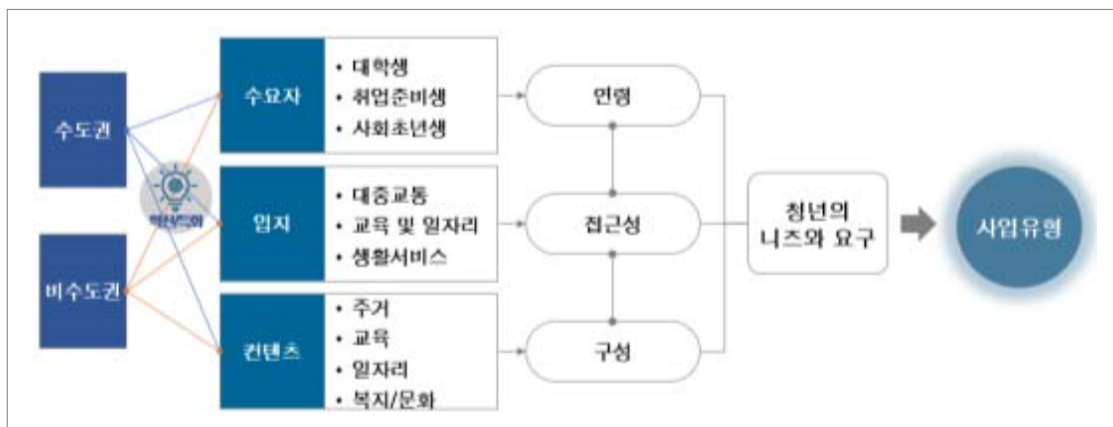 수도권
비수도권
수요자
• 대학생
• 취업준비생
• 사회초년생
입지
• 대중교통
• 교육 및 일자리
• 생활서비스
컨텐츠
• 주거
• 교육
• 일자리
• 복지/문화
연령
접근성
구성
청년의
니즈와 요구
사업유형